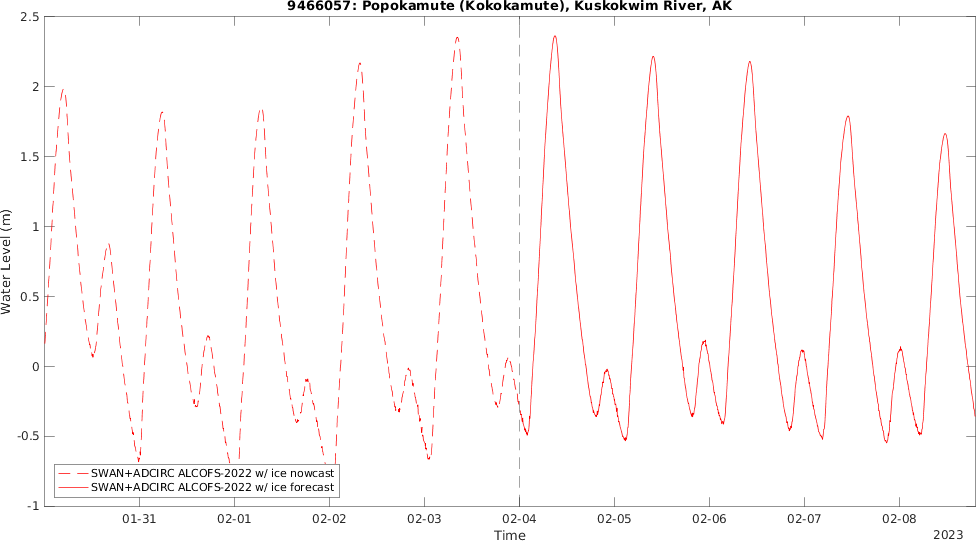 9466057: Popokamute (Kokokamute), Kuskokwim River, AK
2.5
2
1.5
1
0.5
0
-0.5
-1
Water Level (m)
SWAN+ADCIRC ALCOFS-2022 w/ ice nowcast
SWAN+ADCIRC ALCOFS-2022 w/ ice forecast
01-31 02-01 02-02 02-03 02-04 02-05 02-06 02-07 02-08
Time
2023